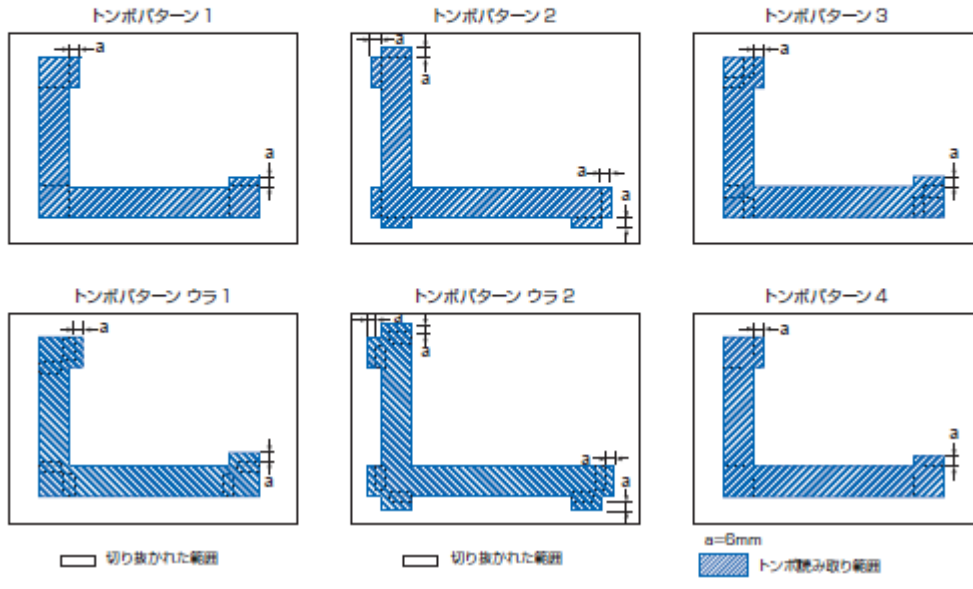 トンボパターン 1
トンボパターン 2
トンボパターン 3
a
a
a
a
a
a
a
a
a
トンボパターン ウラ 1
トンボパターン ウラ 2
トンボパターン 4
a
a
a
a
a
a
a
a
a
切り抜かれた範囲
切り抜かれた範囲
a=6mm
トンボ読み取り範囲